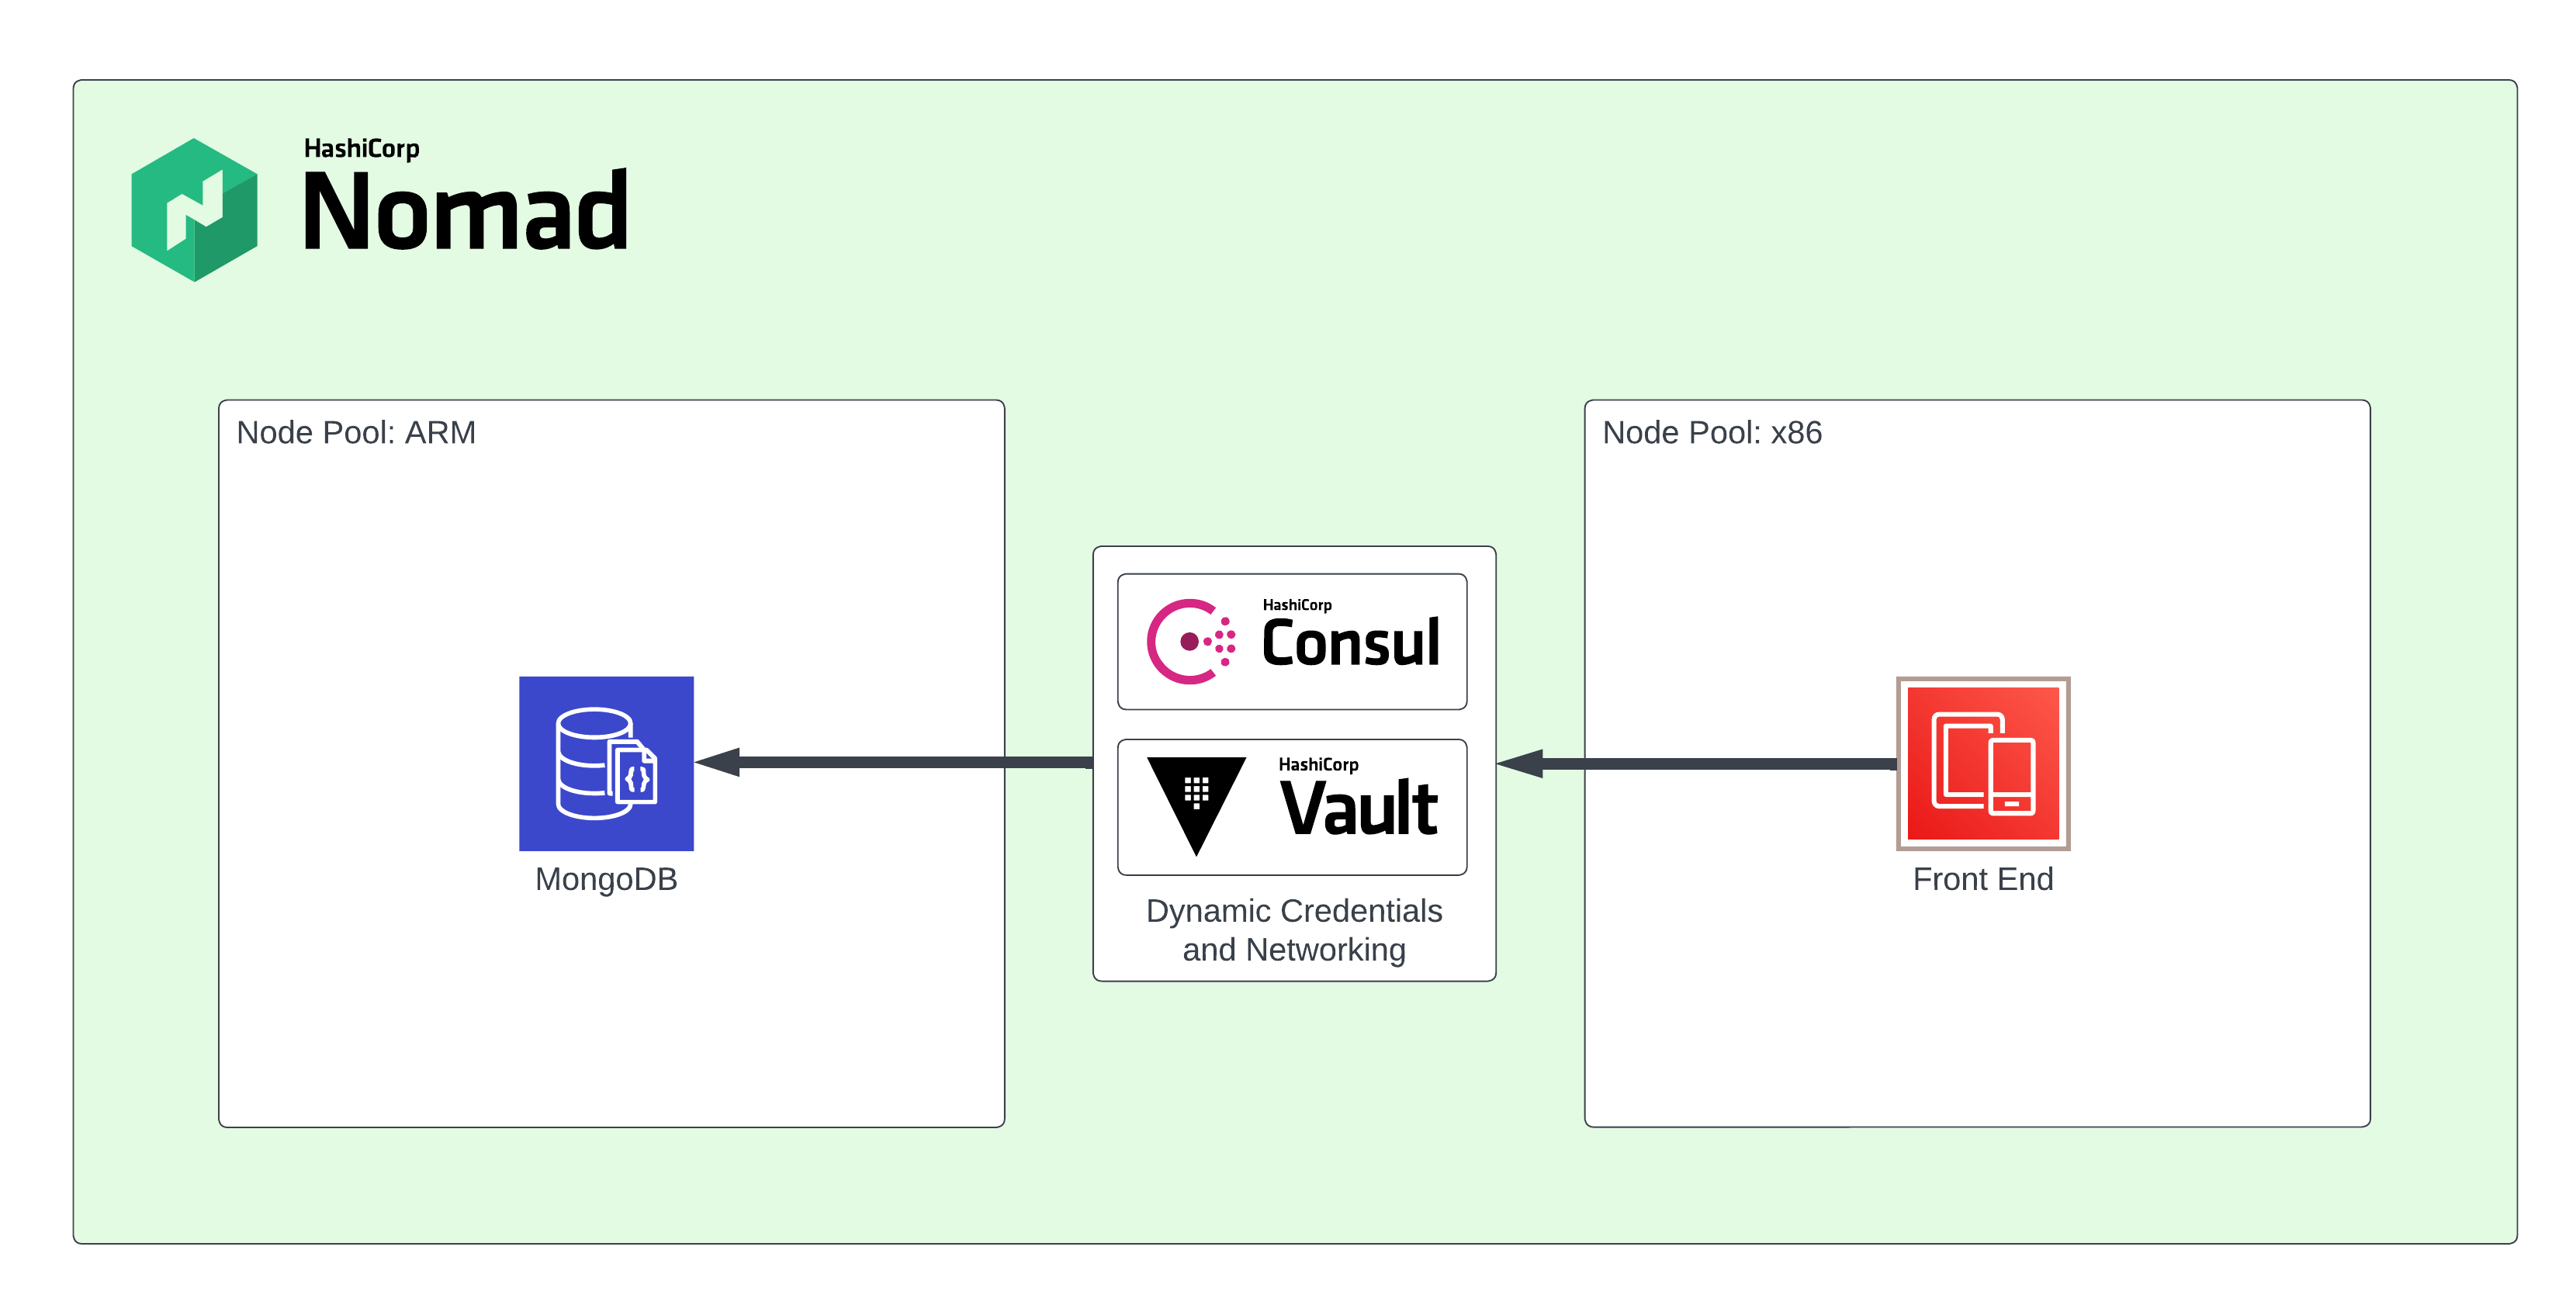 HashiCorp
Nomad
Node Pool: ARM
MongoDB
HashiCorp
Consul
HashiCorp
Vault
Dynamic Credentials
and Networking
Node Pool: x86
Front End